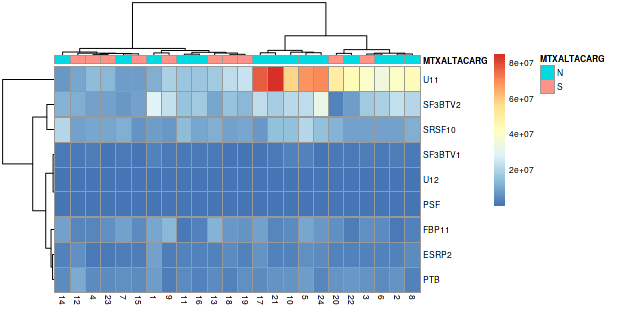 MTXALTACARG
MTXALTACARG
N
S
8e+07
6e+07
4e+07
2e+07
U11
SF3BTV2
SRSF10
SF3BTV1
U12
PSF
FBP11
ESRP2
PTB
14 12 4 23 7 15 1 9 11 16 13 18 19 17 21 10 5 24 20 22 3 6 2 8